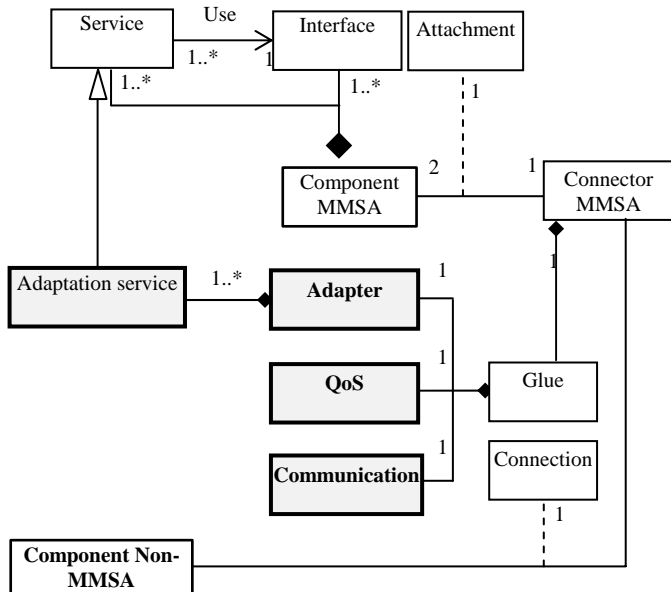 Service
Use
Interface
Attachment
1..*
1
1..*
1..*
1
Component
MMSA
2
1
Connector
MMSA
1
Adaptation service
1..*
Adapter
1
QoS
1
Glue
Communication
1
Connection
1
Component Non-
MMSA